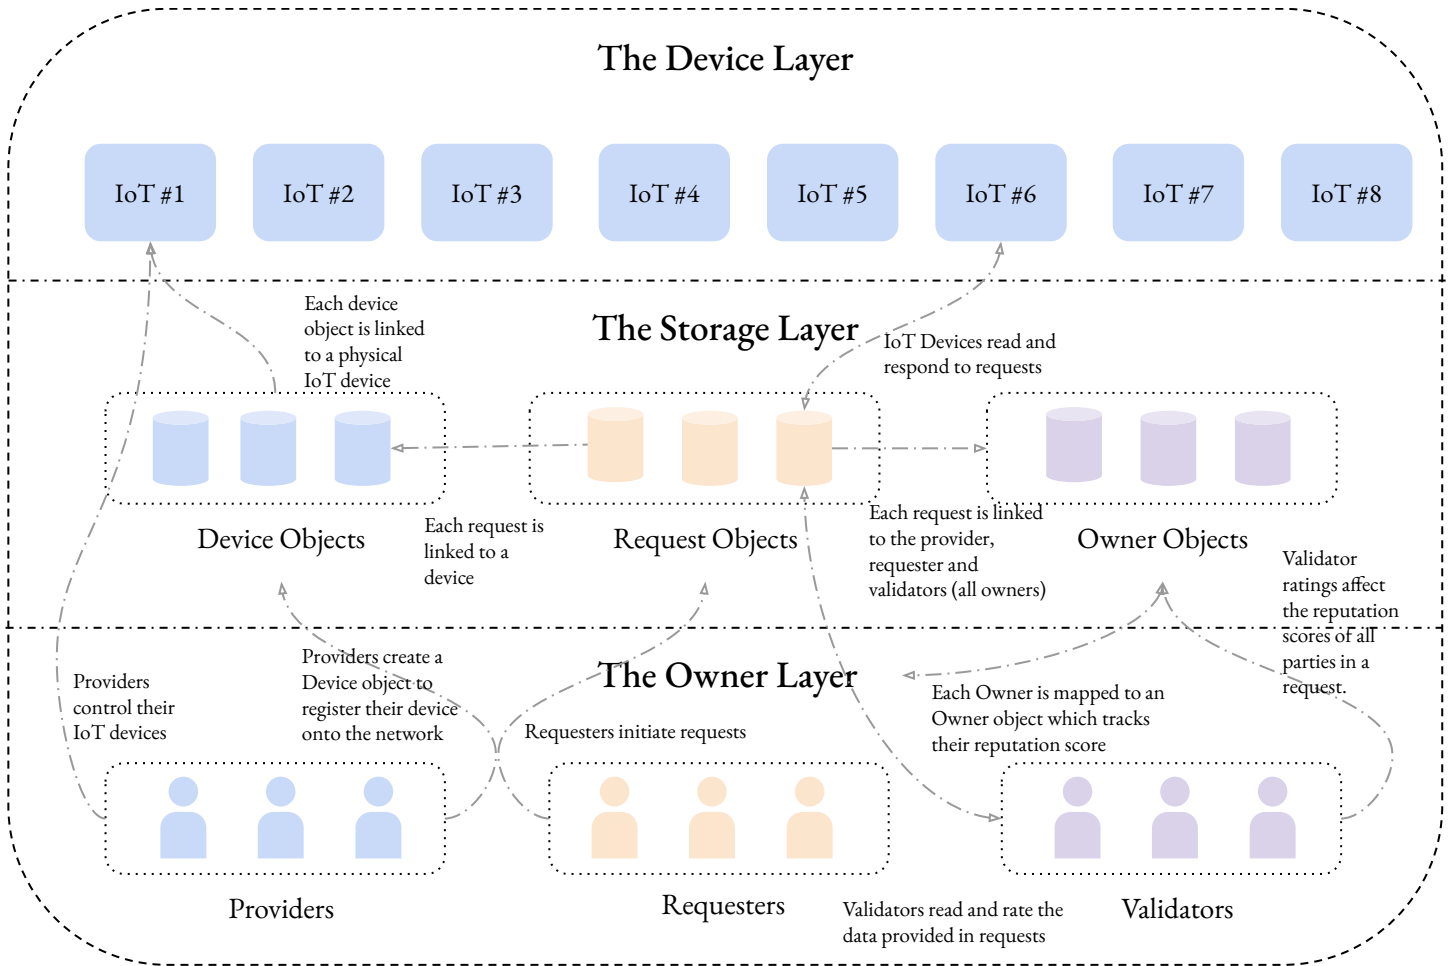 The Device Layer
IoT #1
IoT #2
IoT #3
IoT #4
IoT #5
IoT #6
IoT #7
IoT #8
Each device
object is linked
to a physical
IoT device
The Storage Layer
IoT Devices read and
respond to requests
Device Objects
Each request is
linked to a
device
Request Objects
Each request is linked
to the provider,
requester and
validators (all owners)
Owner Objects
Validator
ratings affect
the reputation
scores of all
parties in a
request.
The Owner Layer
Providers
control their
IoT devices
Providers create a
Device object to
register their device
onto the network
Requesters initiate requests
Each Owner is mapped to an
Owner object which tracks
their reputation score
Providers
Requesters
Validators read and rate the
data provided in requests
Validators